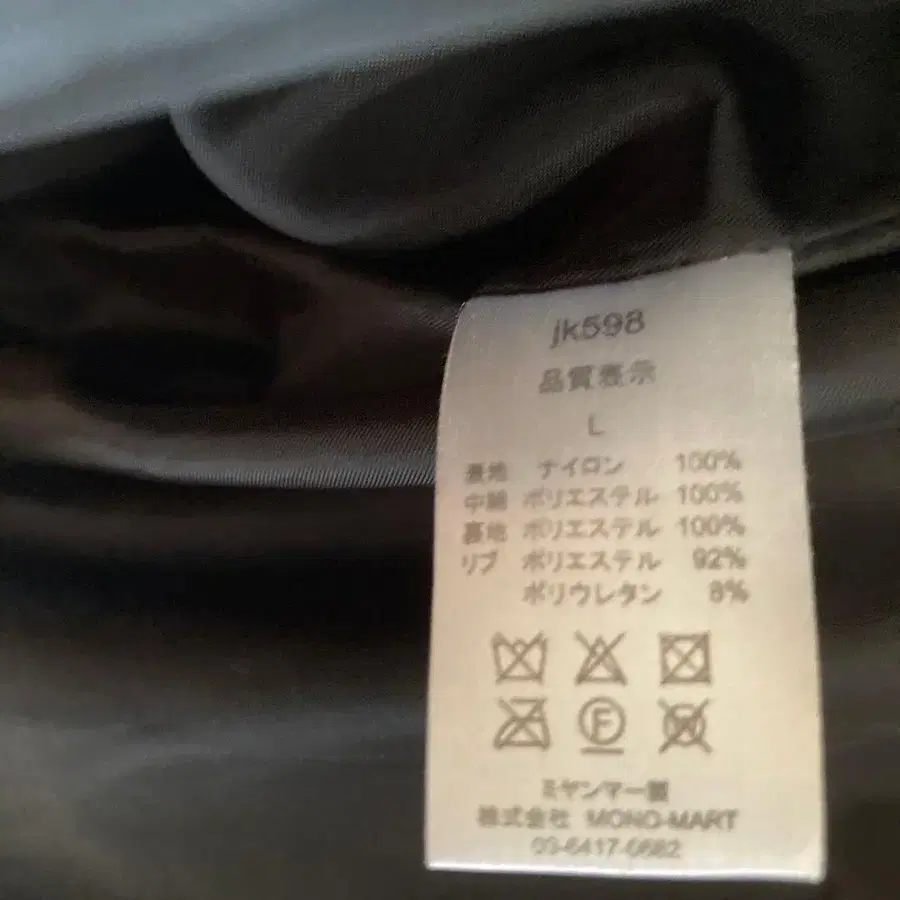 jk598
品質表示
L
表地 ナイロン 100%
中綿 ポリエステル 100%
裏地 ポリエステル 100%
リブ ポリエステル 92%
ポリウレタン 8%
F
ミヤンマー製
株式会社 MONO-MART
03-6417-0682